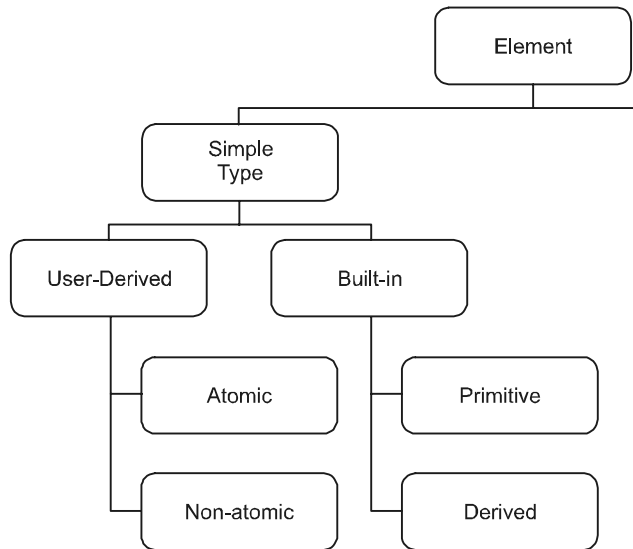 Element
Simple
Type
User-Derived
Built-in
Atomic
Primitive
Non-atomic
Derived